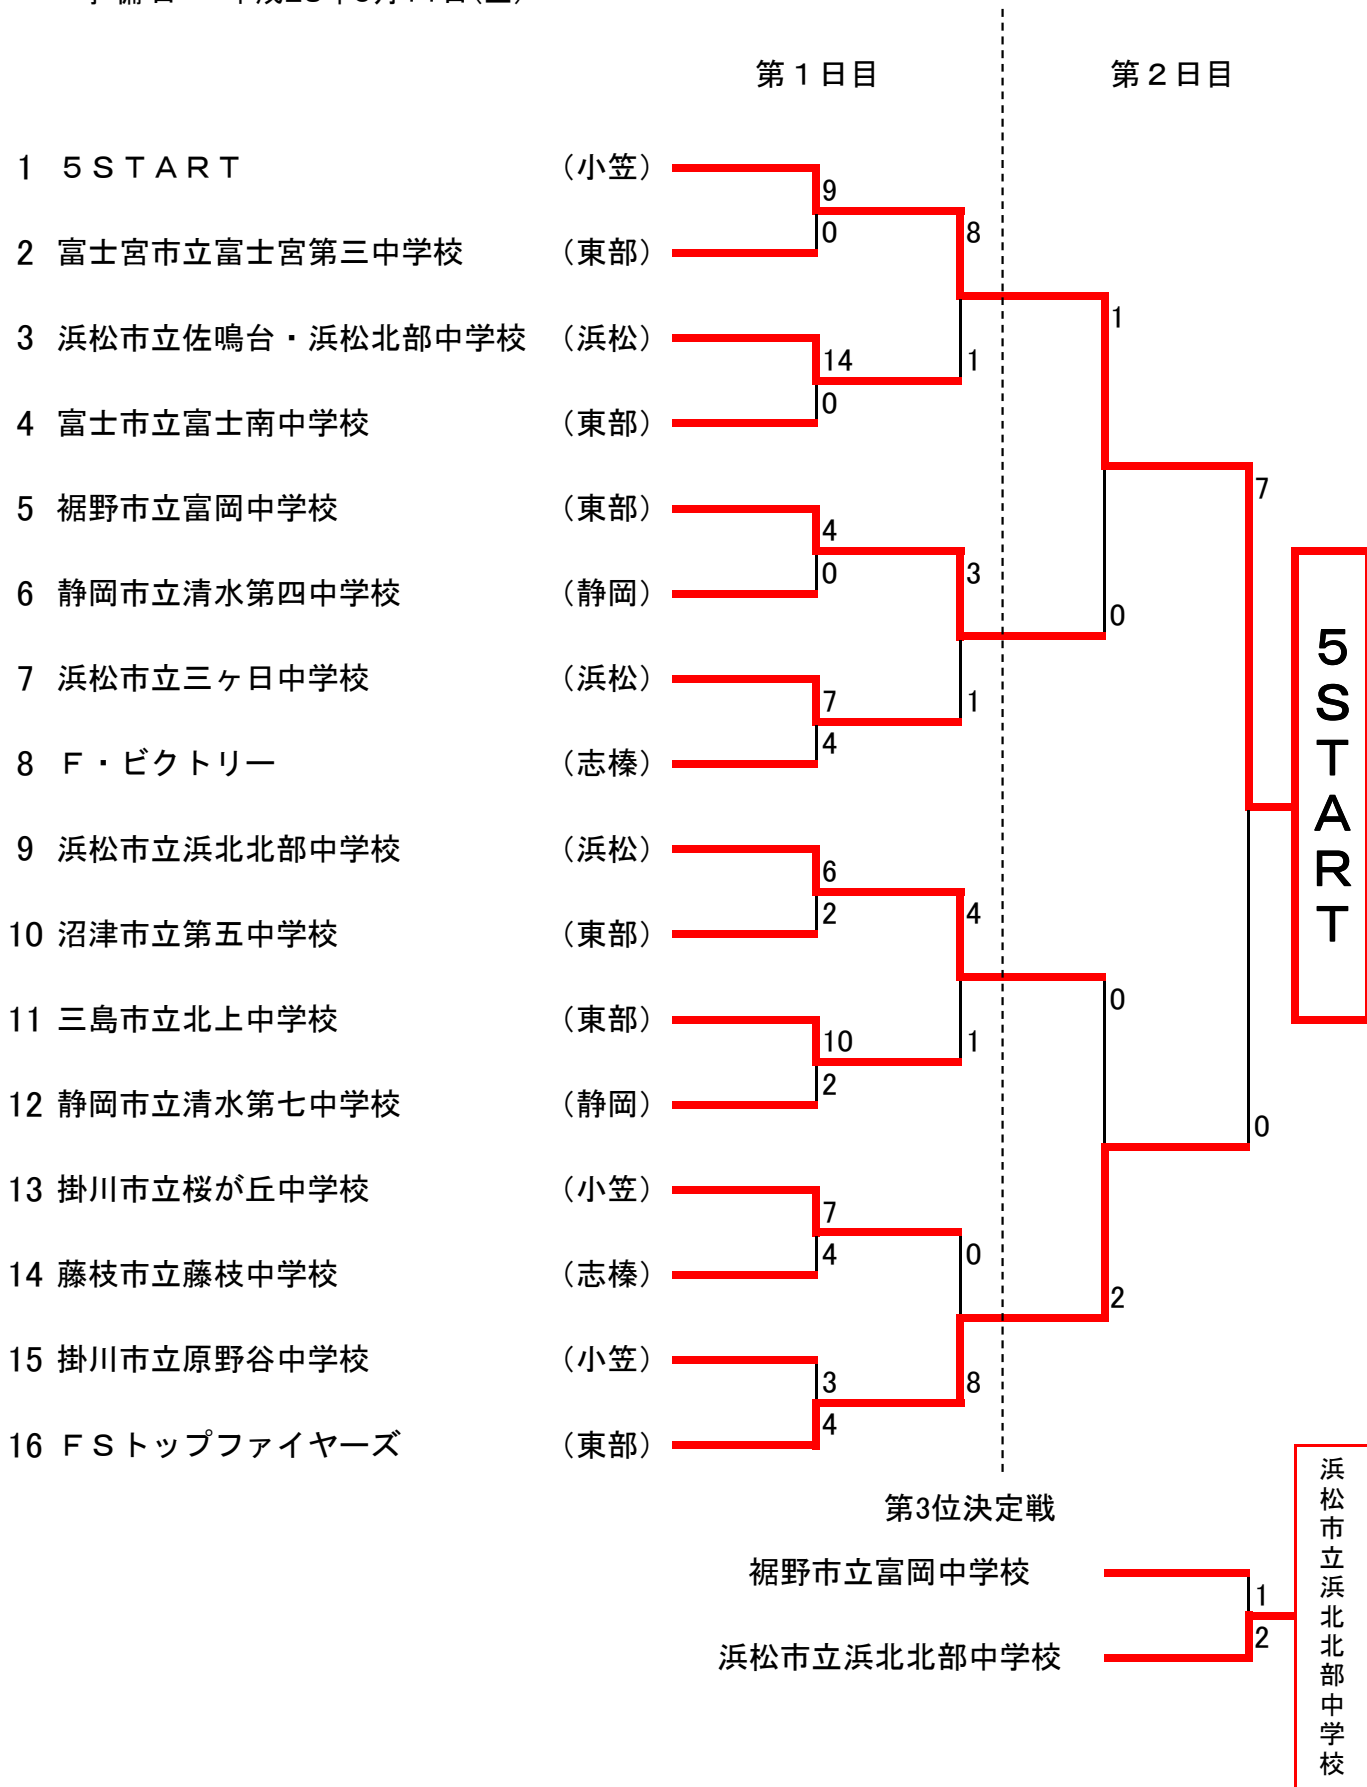 第１日目 第２日目
1 ５ＳＴＡＲＴ （小笠）
9
0
8
2 富士宮市立富士宮第三中学校 （東部）
1
3 浜松市立佐鳴台・浜松北部中学校 （浜松）
14
0
1
4 富士市立富士南中学校 （東部）
7
5 裾野市立富岡中学校 （東部）
4
0
3
6 静岡市立清水第四中学校 （静岡）
0
7 浜松市立三ヶ日中学校 （浜松）
7
4
1
8 Ｆ・ビクトリー （志榛）
５ＳＴＡＲＴ
9 浜松市立浜北北部中学校 （浜松）
6
2
4
10 沼津市立第五中学校 （東部）
0
11 三島市立北上中学校 （東部）
10
2
1
12 静岡市立清水第七中学校 （静岡）
0
13 掛川市立桜が丘中学校 （小笠）
7
4
0
14 藤枝市立藤枝中学校 （志榛）
2
15 掛川市立原野谷中学校 （小笠）
3
4
8
16 ＦＳトップファイヤーズ （東部）
第3位決定戦
裾野市立富岡中学校
1
2
浜松市立浜北北部中学校
浜松市立浜北北部中学校